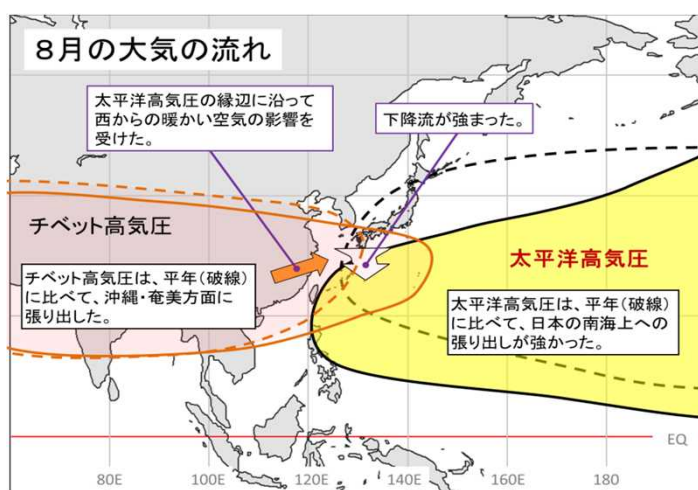 8月の大気の流れ
太平洋高気圧の縁辺に沿って
西からの暖かい空気の影響を
受けた。
下降流が強まった。
チベット高気圧
チベット高気圧は、平年(破線)
に比べて、沖縄・奄美方面に
張り出した。
太平洋高気圧
太平洋高気圧は、平年(破線)
に比べて、日本の南海上への
張り出しが強かった。
EQ
80E 100E 120E 140E 160E 180